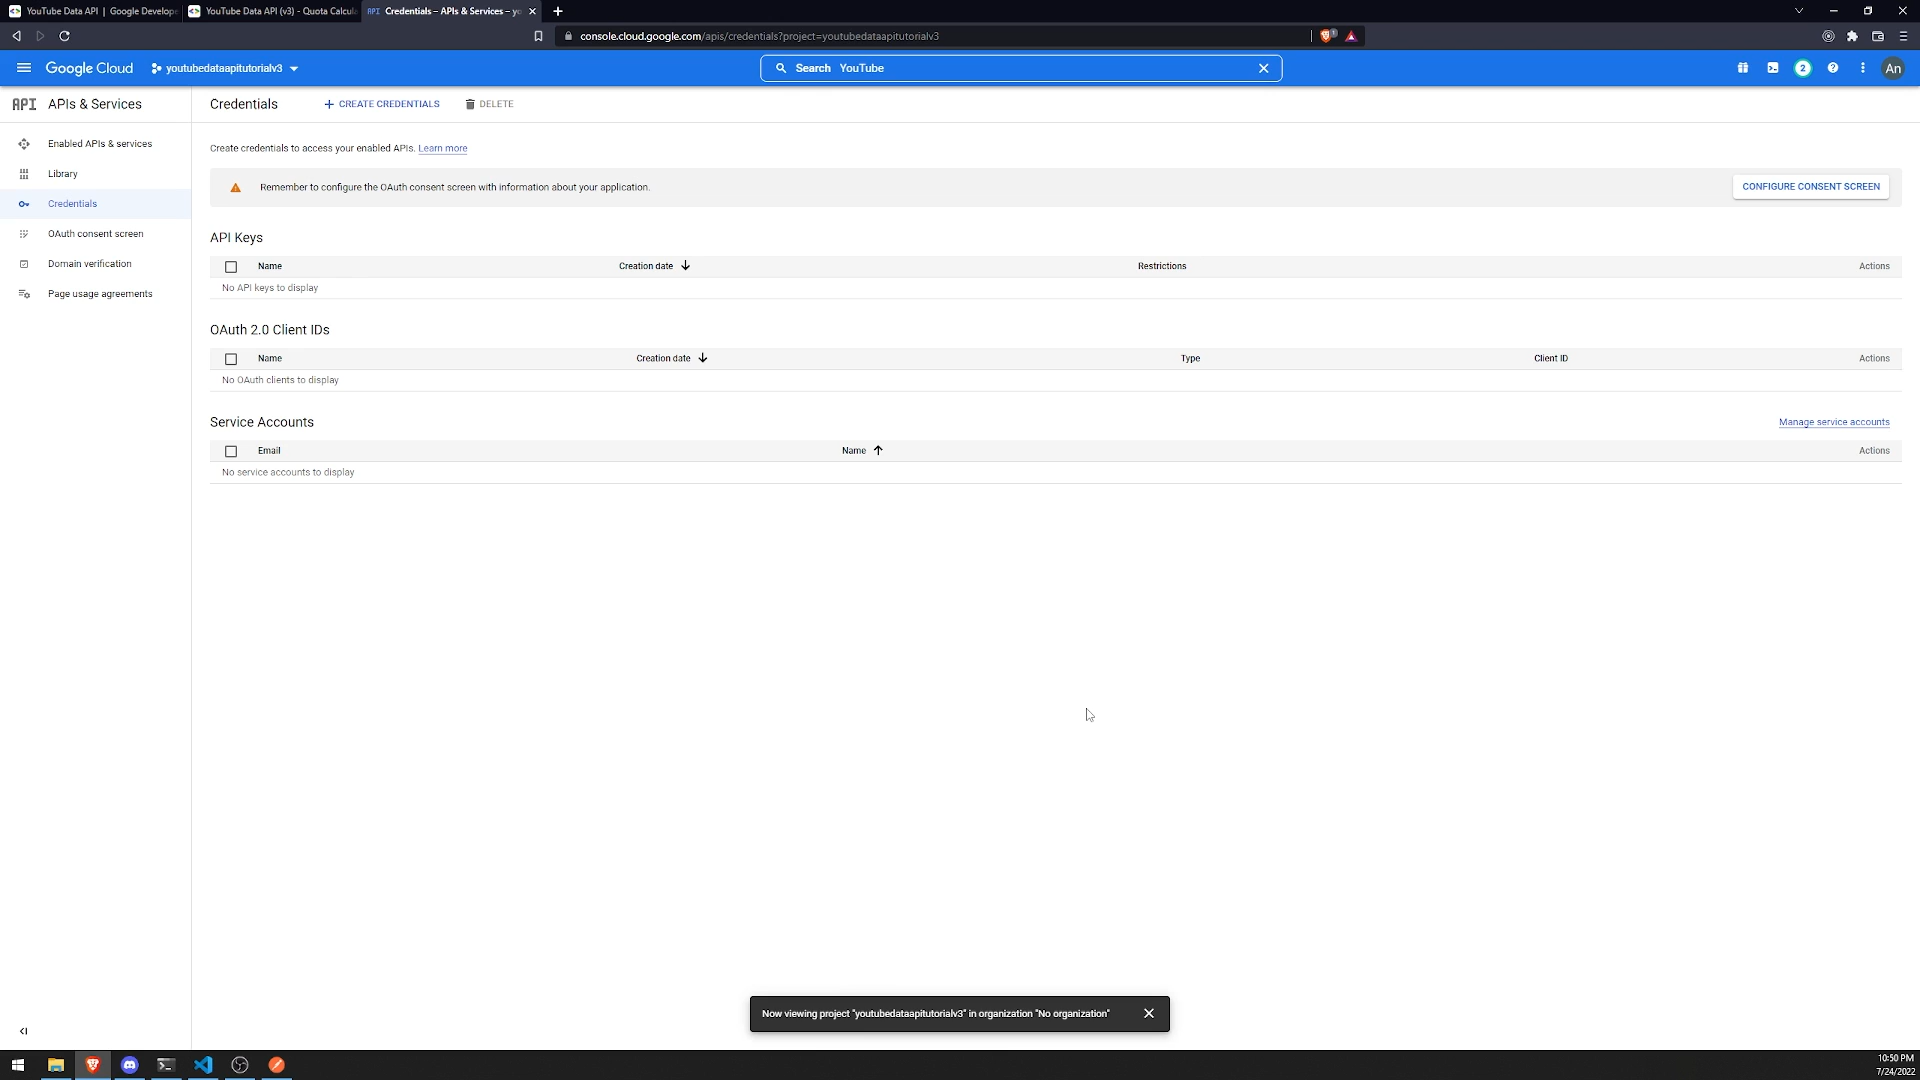 YouTube Data API | Google Develope
YouTube Data API (v3) - Quota Calcula
API Credentials – APIs & Services – yo
console.cloud.google.com/apis/credentials?project=youtubedataapitutorialv3
1
Google Cloud
youtubedataapitutorialv3
Search YouTube
2
An
API APIs & Services
Credentials
CREATE CREDENTIALS
DELETE
Enabled APIs & services
Library
Credentials
OAuth consent screen
Domain verification
Page usage agreements
Create credentials to access your enabled APIs. Learn more
Remember to configure the OAuth consent screen with information about your application.
CONFIGURE CONSENT SCREEN
API Keys
Name Creation date Restrictions Actions
No API keys to display
OAuth 2.0 Client IDs
Name Creation date Type Client ID Actions
No OAuth clients to display
Service Accounts
Manage service accounts
Email Name Actions
No service accounts to display
Now viewing project "youtubedataapitutorialv3" in organization "No organization"
10:50 PM
7/24/2022